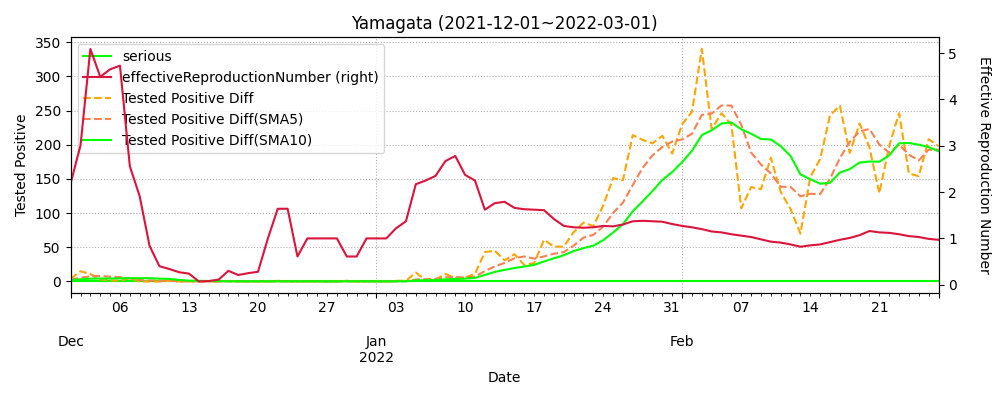 Yamagata (2021-12-01~2022-03-01)
serious
effectiveReproductionNumber (right)
Tested Positive Diff
Tested Positive Diff(SMA5)
Tested Positive Diff(SMA10)
350
300
250
200
150
100
50
0
Tested Positive
5
4
3
2
1
0
Effective Reproduction Number
06 13 20 27 03 10 17 24 31 07 14 21
Dec Jan Feb
2022
Date